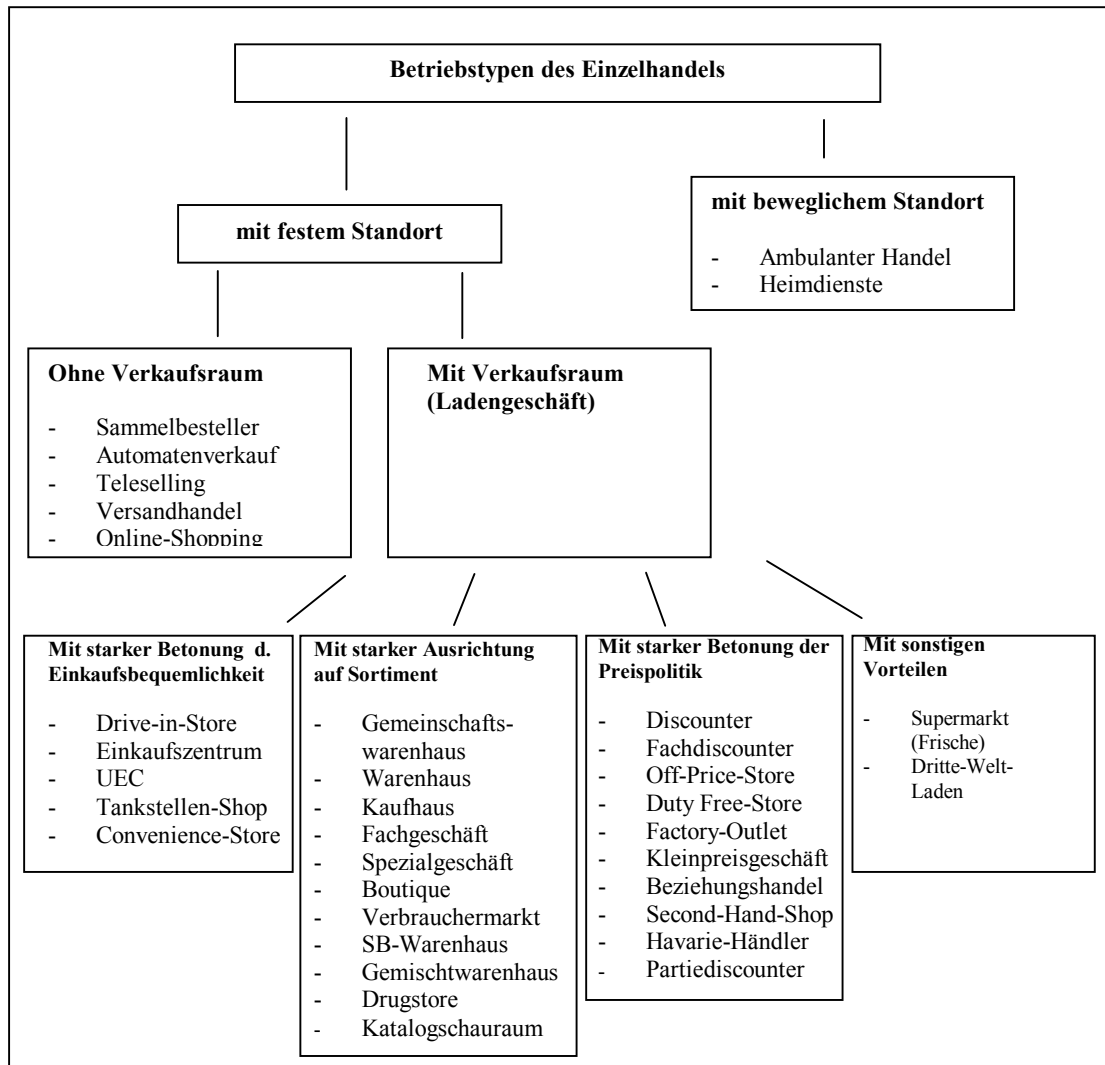 Betriebstypen des Einzelhandels
mit festem Standort
mit beweglichem Standort
- Ambulanter Handel
- Heimdienste
Ohne Verkaufsraum
- Sammelbesteller
- Automatenverkauf
- Teleselling
- Versandhandel
- Online-Shopping
Mit Verkaufsraum
(Ladengeschäft)
Mit starker Betonung d.
Einkaufsbequemlichkeit
- Drive-in-Store
- Einkaufszentrum
- UEC
- Tankstellen-Shop
- Convenience-Store
Mit starker Ausrichtung
auf Sortiment
- Gemeinschafts-
warenhaus
- Warenhaus
- Kaufhaus
- Fachgeschäft
- Spezialgeschäft
- Boutique
- Verbrauchermarkt
- SB-Warenhaus
- Gemischtwarenhaus
- Drugstore
- Katalogschauraum
Mit starker Betonung der
Preispolitik
- Discounter
- Fachdiscounter
- Off-Price-Store
- Duty Free-Store
- Factory-Outlet
- Kleinpreisgeschäft
- Beziehungshandel
- Second-Hand-Shop
- Havarie-Händler
- Partiediscounter
Mit sonstigen
Vorteilen
- Supermarkt
(Frische)
- Dritte-Welt-
Laden